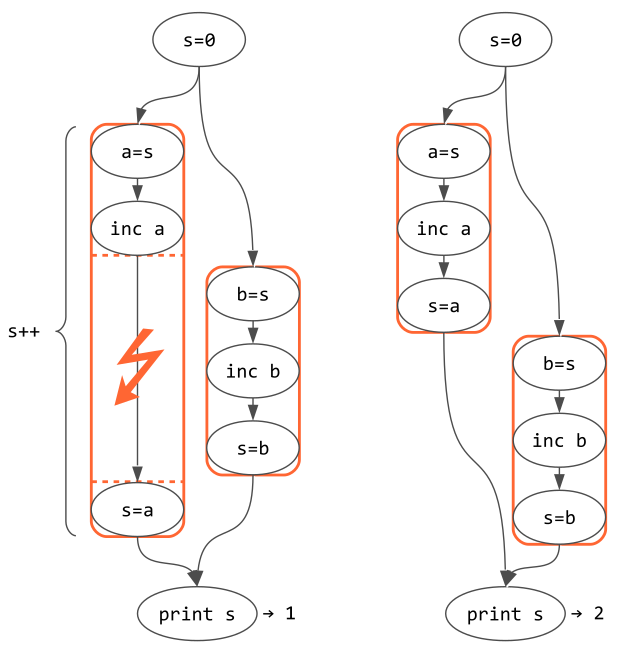 s=0
a=s
inc a
s++
b=s
inc b
s=b
s=a
print s → 1
s=0
a=s
inc a
s=a
b=s
inc b
s=b
print s → 2